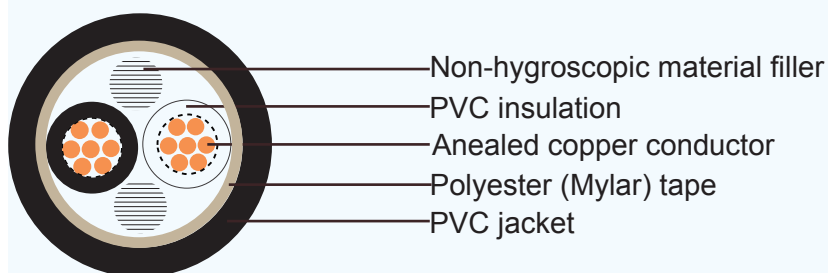 Non-hygroscopic material filler
PVC insulation
Anealed copper conductor
Polyester (Mylar) tape
PVC jacket